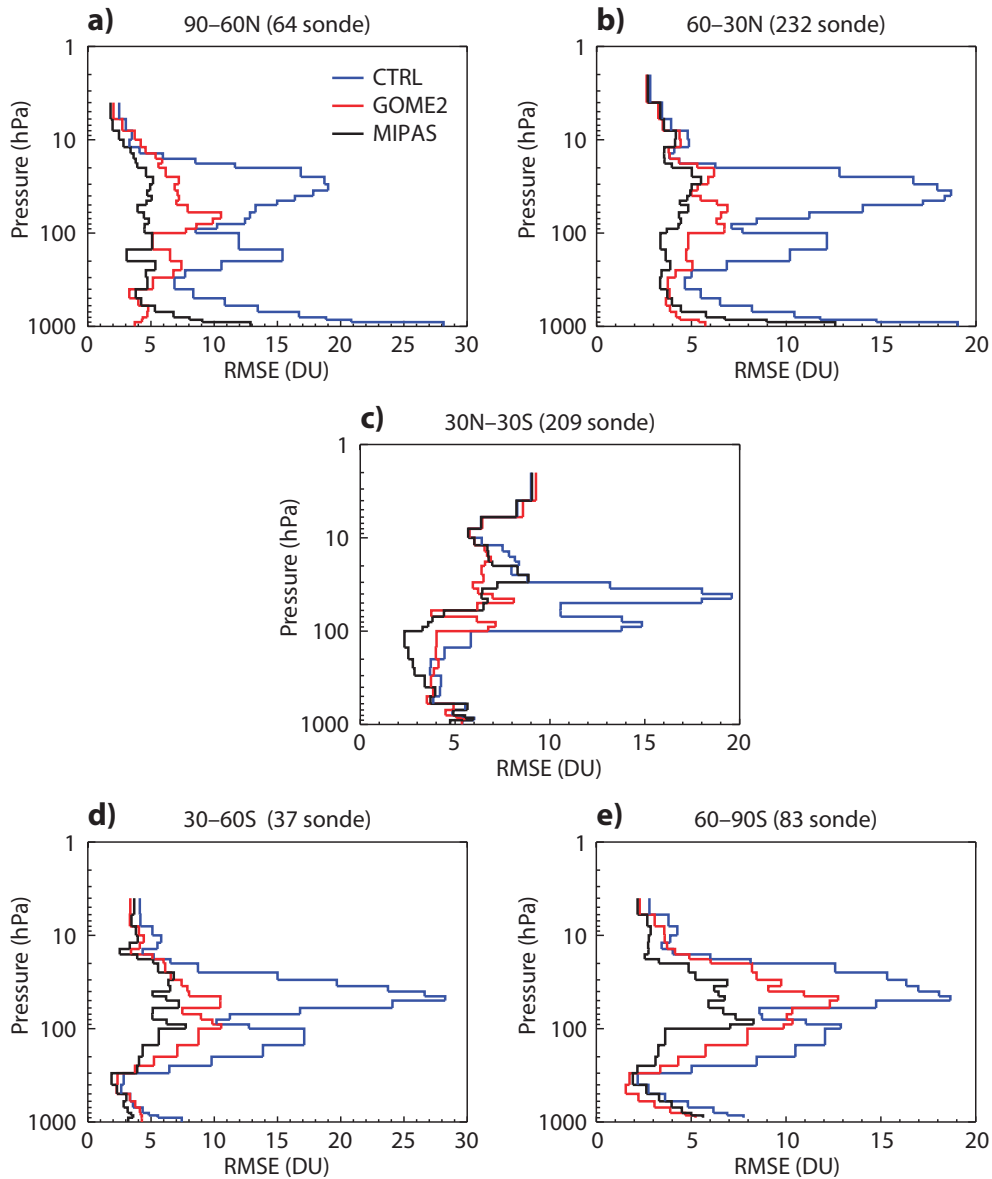 a)
90–60N (64 sonde)
1
10
100
1000
Pressure (hPa)
CTRL
GOME2
MIPAS
0 5 10 15 20 25 30
RMSE (DU)
b)
60–30N (232 sonde)
1
10
100
1000
Pressure (hPa)
0 5 10 15 20
RMSE (DU)
c)
30N–30S (209 sonde)
1
10
100
1000
Pressure (hPa)
0 5 10 15 20
RMSE (DU)
d)
30–60S (37 sonde)
1
10
100
1000
Pressure (hPa)
0 5 10 15 20 25 30
RMSE (DU)
e)
60–90S (83 sonde)
1
10
100
1000
Pressure (hPa)
0 5 10 15 20
RMSE (DU)